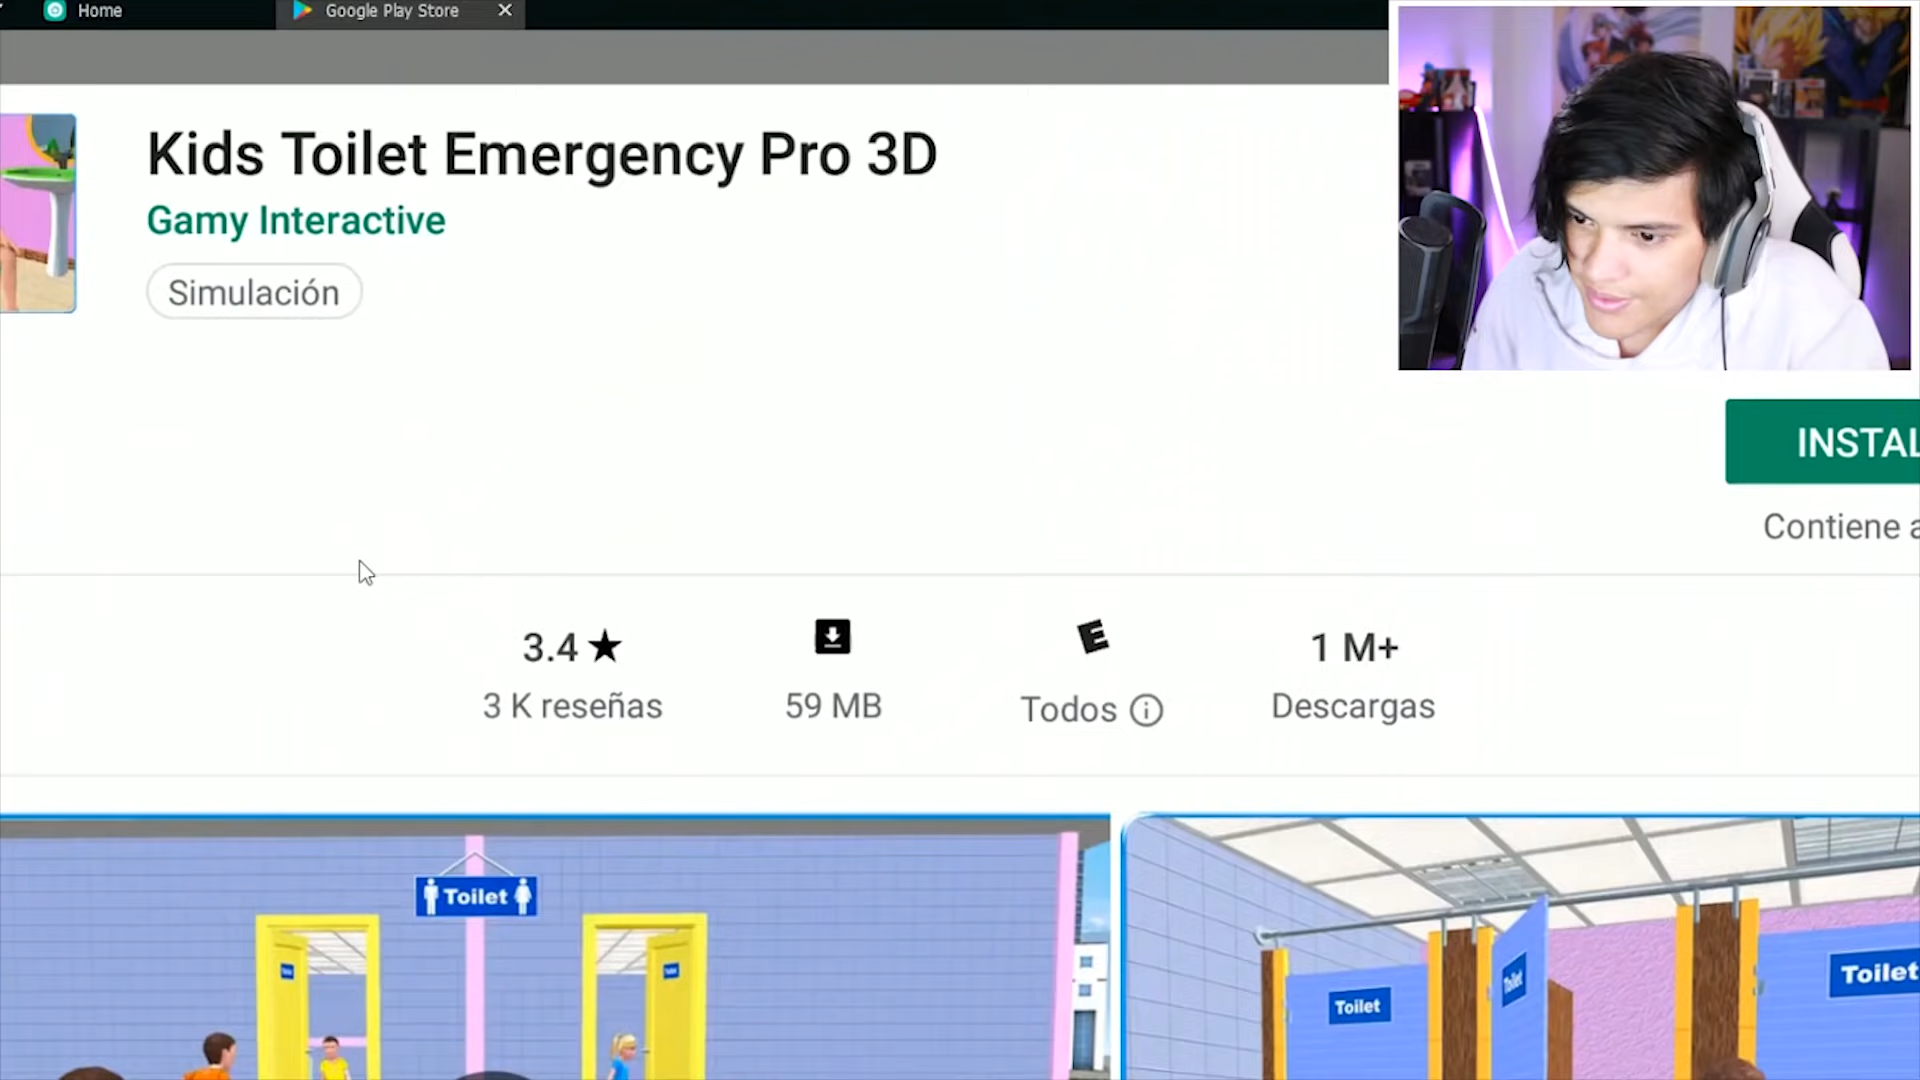 Home
Google Play Store
Kids Toilet Emergency Pro 3D
Gamy Interactive
Simulación
INSTAL
Contiene a
3.4 ★
3 K reseñas
59 MB
E
Todos
1 M+
Descargas
Toilet
Toilet
Toilet
Toilet